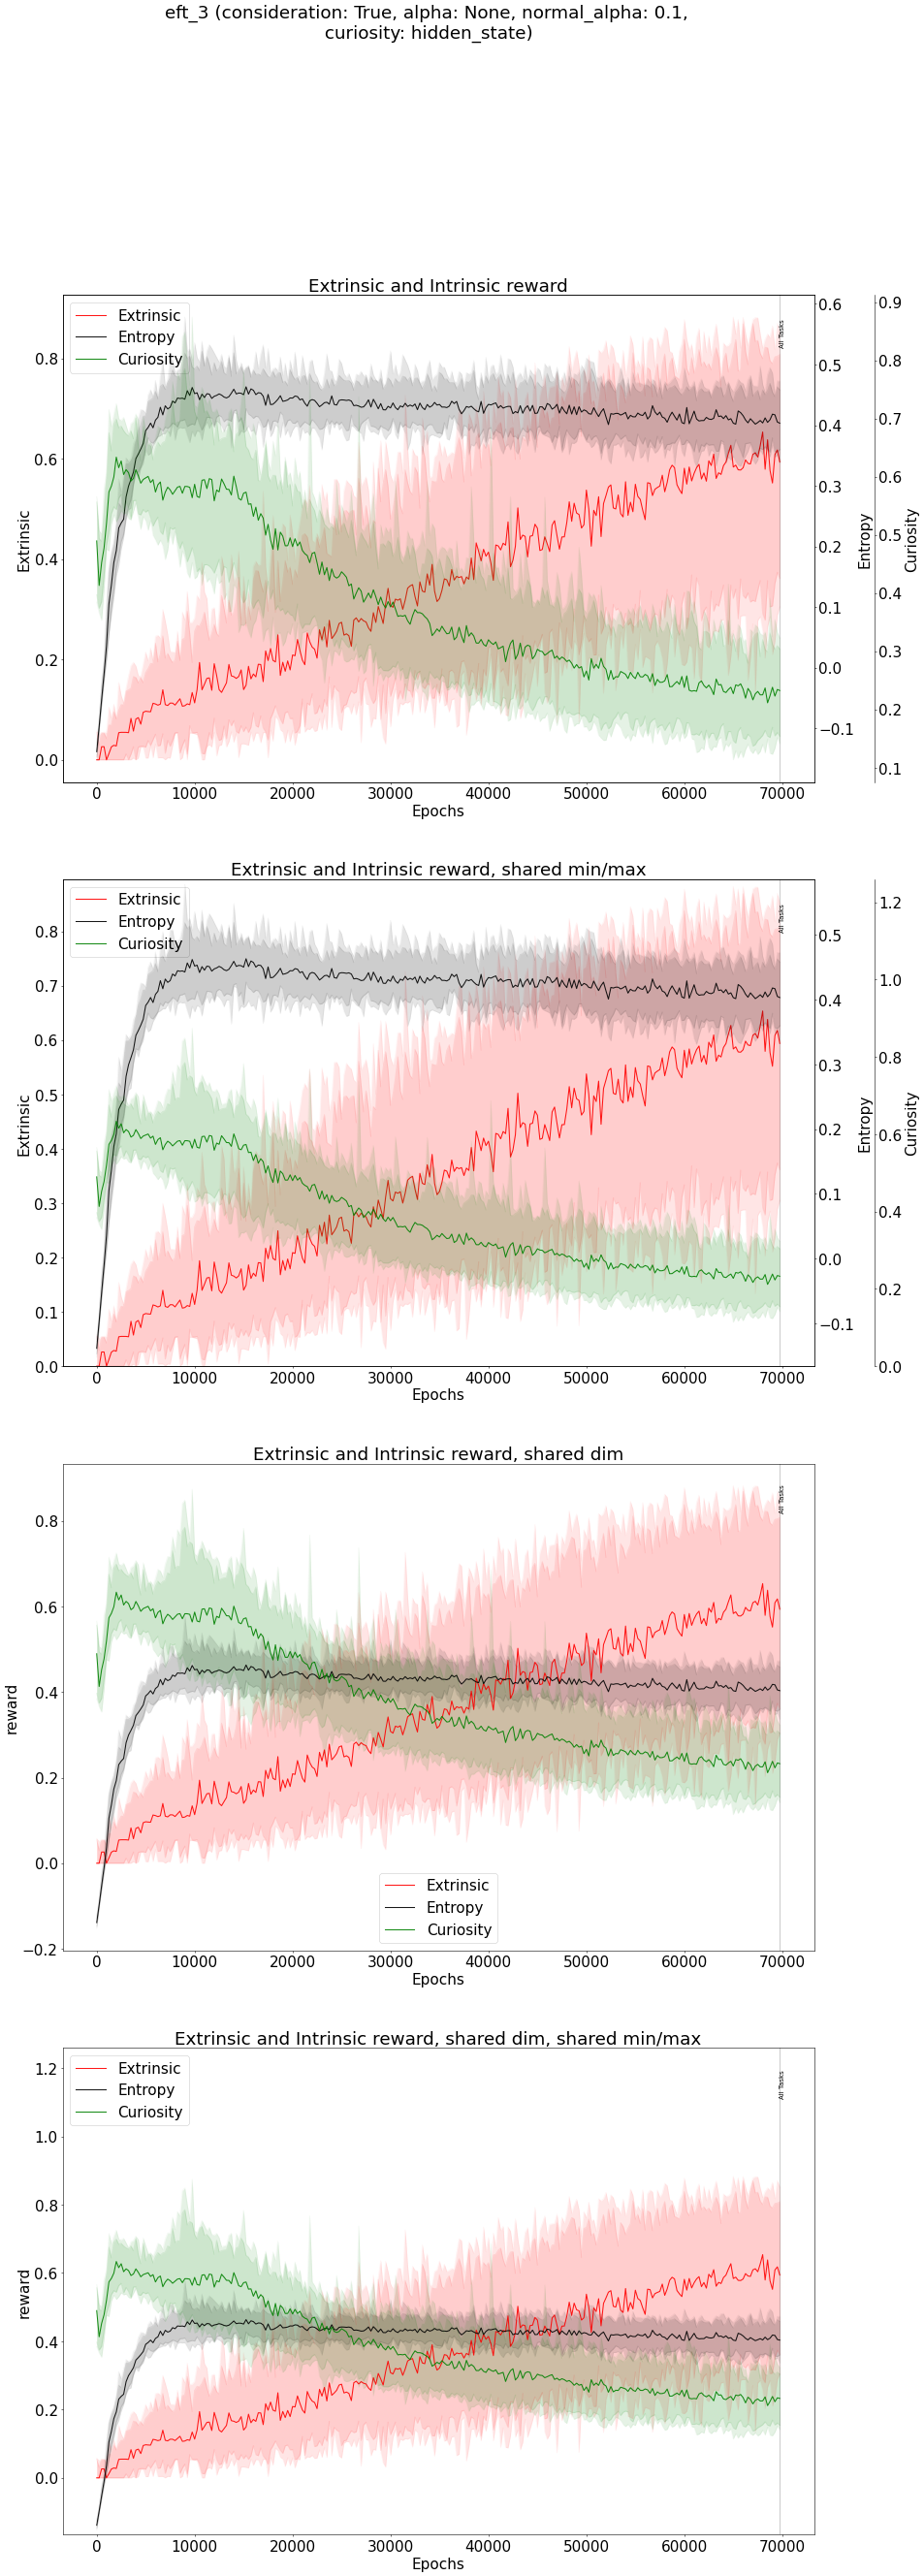 eft_3 (consideration: True, alpha: None, normal_alpha: 0.1,
curiosity: hidden_state)
Extrinsic and Intrinsic reward
Extrinsic
Entropy
Curiosity
All Tasks
0.8
0.6
0.4
0.2
0.0
Extrinsic
0.6
0.5
0.4
0.3
0.2
0.1
0.0
−0.1
Entropy
0.9
0.8
0.7
0.6
0.5
0.4
0.3
0.2
0.1
Curiosity
0 10000 20000 30000 40000 50000 60000 70000
Epochs
Extrinsic and Intrinsic reward, shared min/max
Extrinsic
Entropy
Curiosity
All Tasks
0.8
0.7
0.6
0.5
0.4
0.3
0.2
0.1
0.0
Extrinsic
0.5
0.4
0.3
0.2
0.1
0.0
−0.1
Entropy
1.2
1.0
0.8
0.6
0.4
0.2
0.0
Curiosity
0 10000 20000 30000 40000 50000 60000 70000
Epochs
Extrinsic and Intrinsic reward, shared dim
All Tasks
0.8
0.6
0.4
0.2
0.0
−0.2
reward
Extrinsic
Entropy
Curiosity
0 10000 20000 30000 40000 50000 60000 70000
Epochs
Extrinsic and Intrinsic reward, shared dim, shared min/max
Extrinsic
Entropy
Curiosity
All Tasks
1.2
1.0
0.8
0.6
0.4
0.2
0.0
reward
0 10000 20000 30000 40000 50000 60000 70000
Epochs